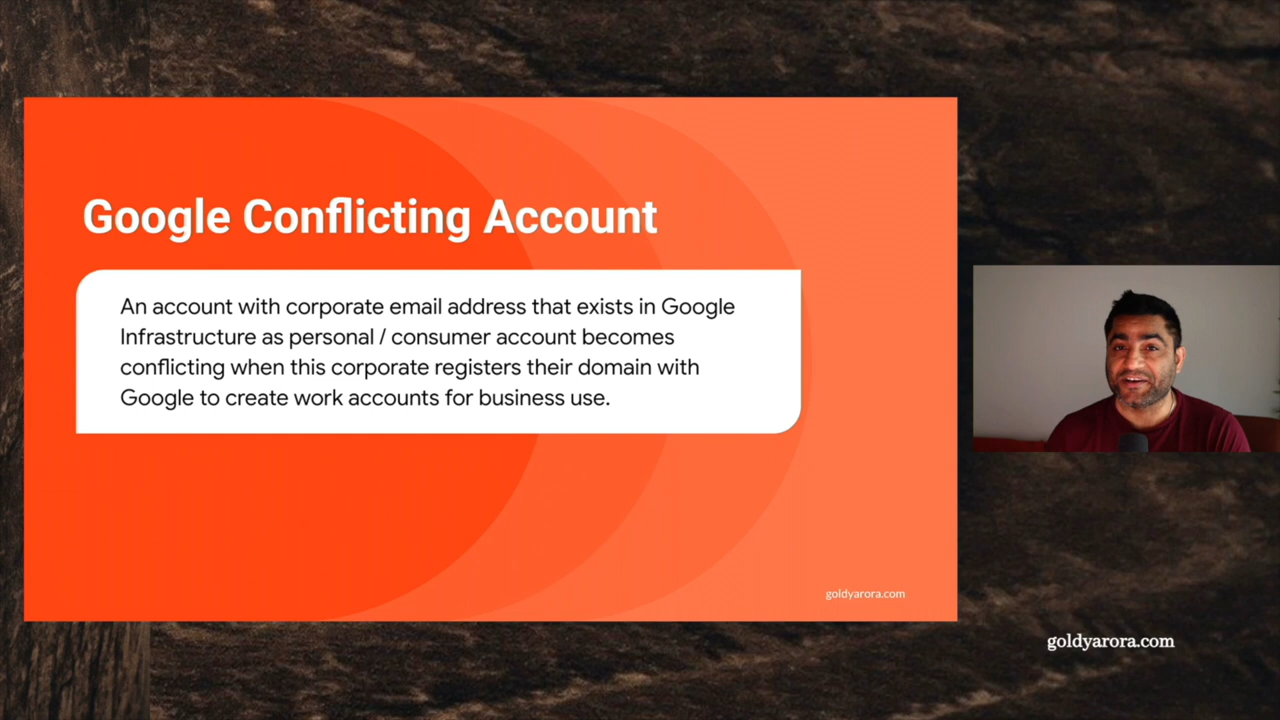 Google Conflicting Account
An account with corporate email address that exists in Google
Infrastructure as personal / consumer account becomes
conflicting when this corporate registers their domain with
Google to create work accounts for business use.
goldyarora.com
goldyarora.com